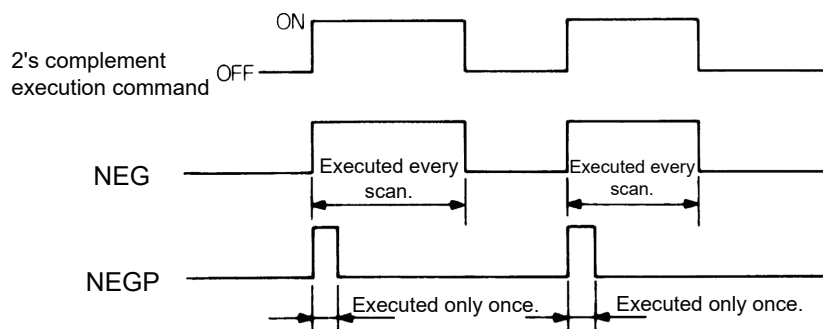 ON
2's complement
execution command
OFF
NEG
Executed every
scan.
Executed every
scan.
NEGP
Executed only once.
Executed only once.